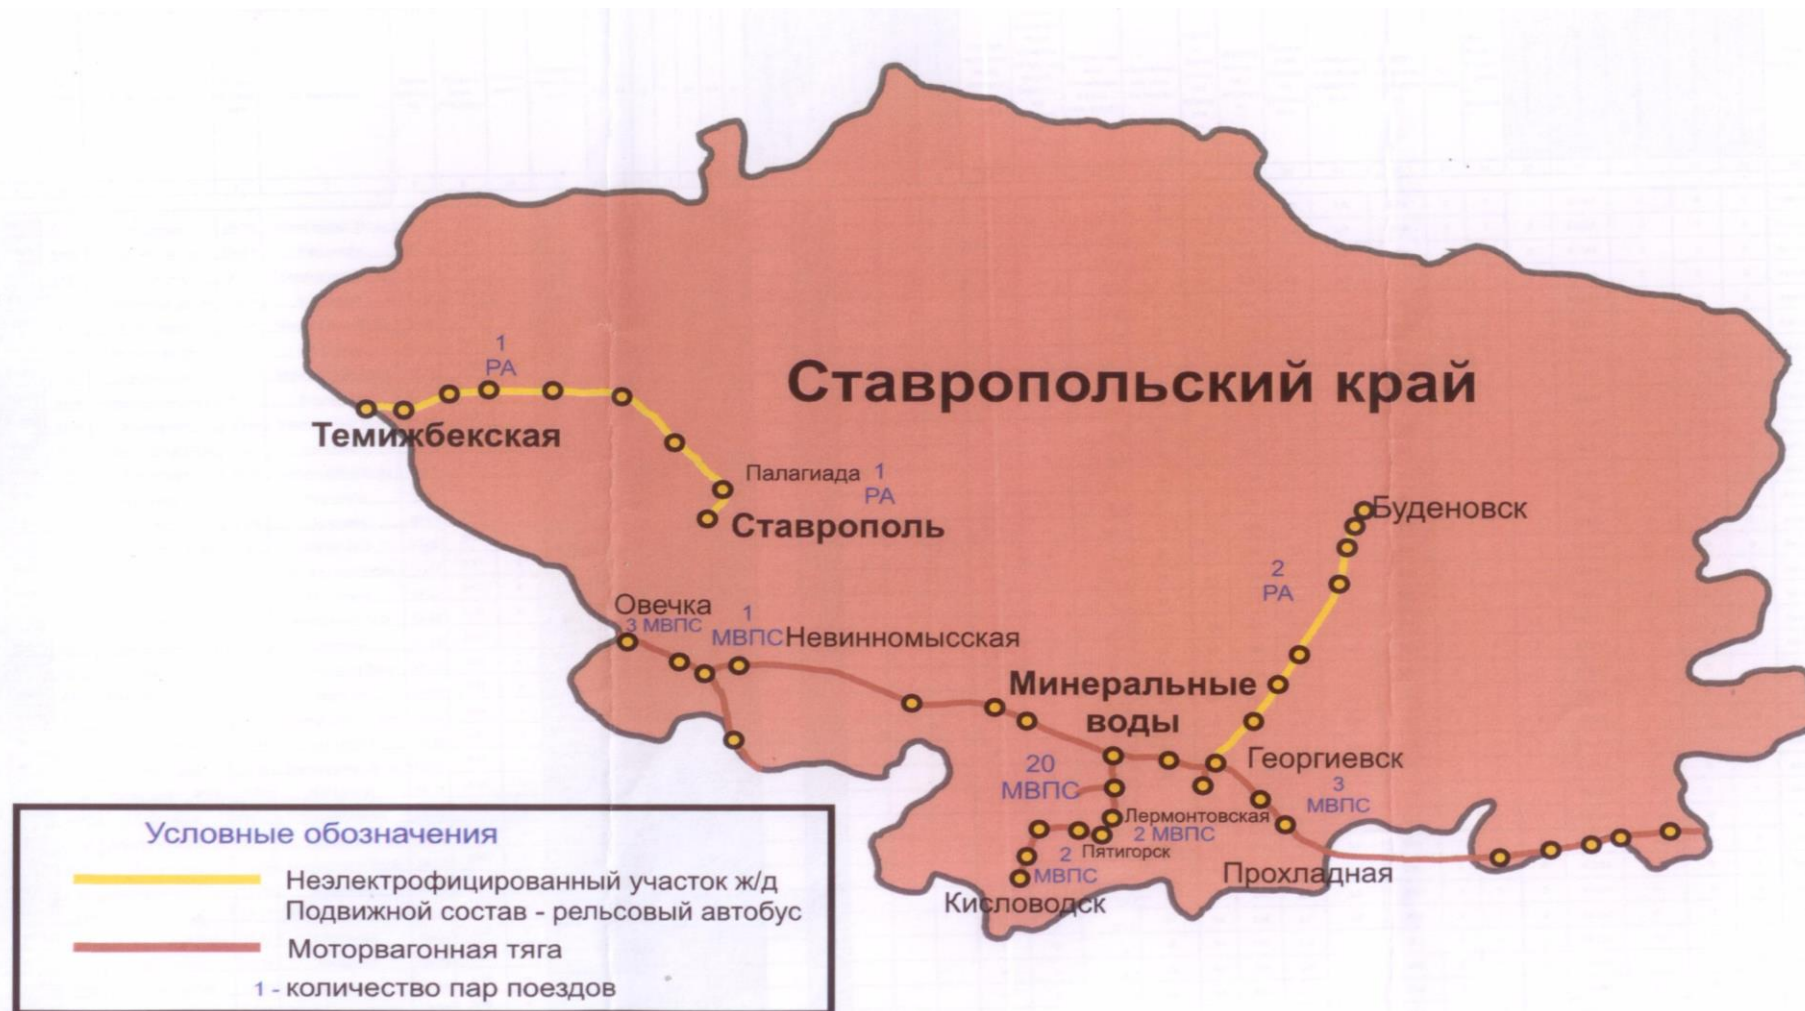 1
РА
Ставропольский край
Темижбекская
Палагиада
1
РА
Ставрополь
Буденовск
2
РА
Овечка
3 МВПС
1
МВПС
Невинномысская
Минеральные
воды
Георгиевск
20
МВПС
3
МВПС
Лермонтовская
2 МВПС
Пятигорск
2
МВПС
Прохладная
Кисловодск
Условные обозначения
Неэлектрофицированный участок ж/д
Подвижной состав - рельсовый автобус
Моторвагонная тяга
1 - количество пар поездов